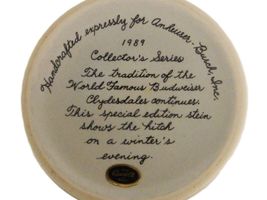 Handcrafted expressly for Anheuser-Busch, Inc.
1989
Collector's Series
The tradition of the
World Famous Budweiser
Clydesdales continues.
This special edition stein
shows the hitch
on a winter's
evening.